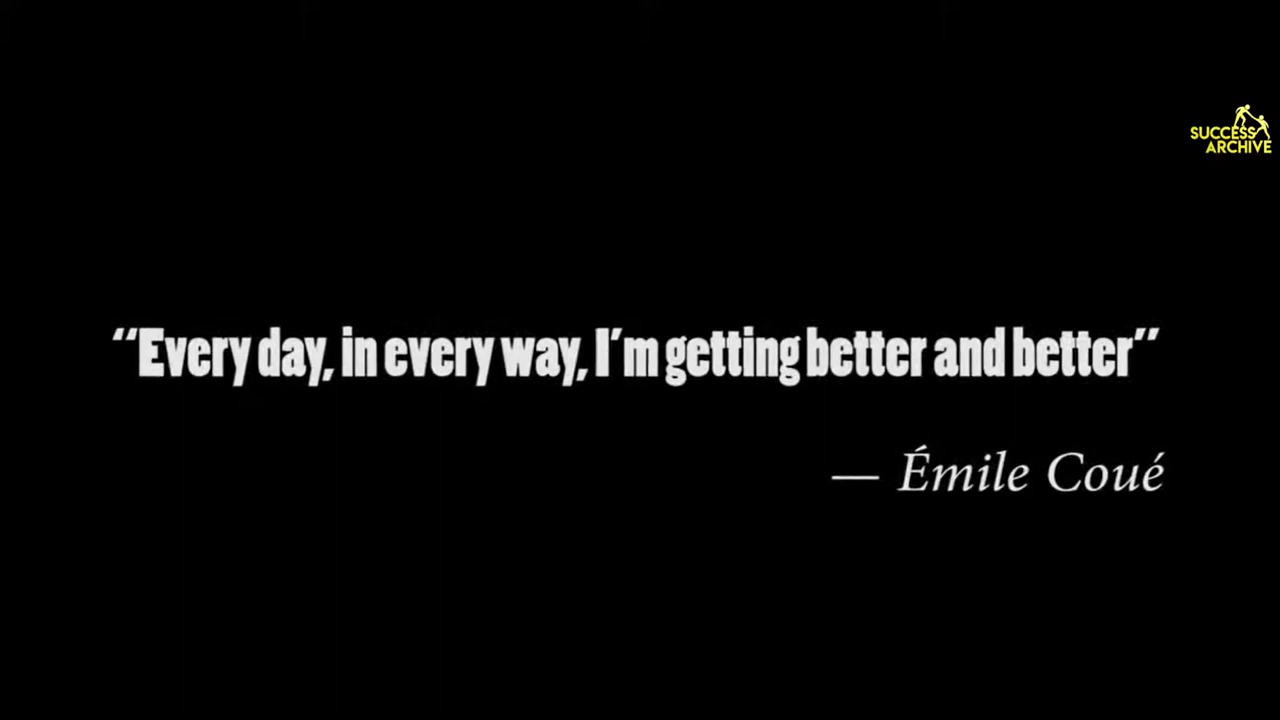 SUCCESS
ARCHIVE
“Every day, in every way, I’m getting better and better”
— Émile Coué